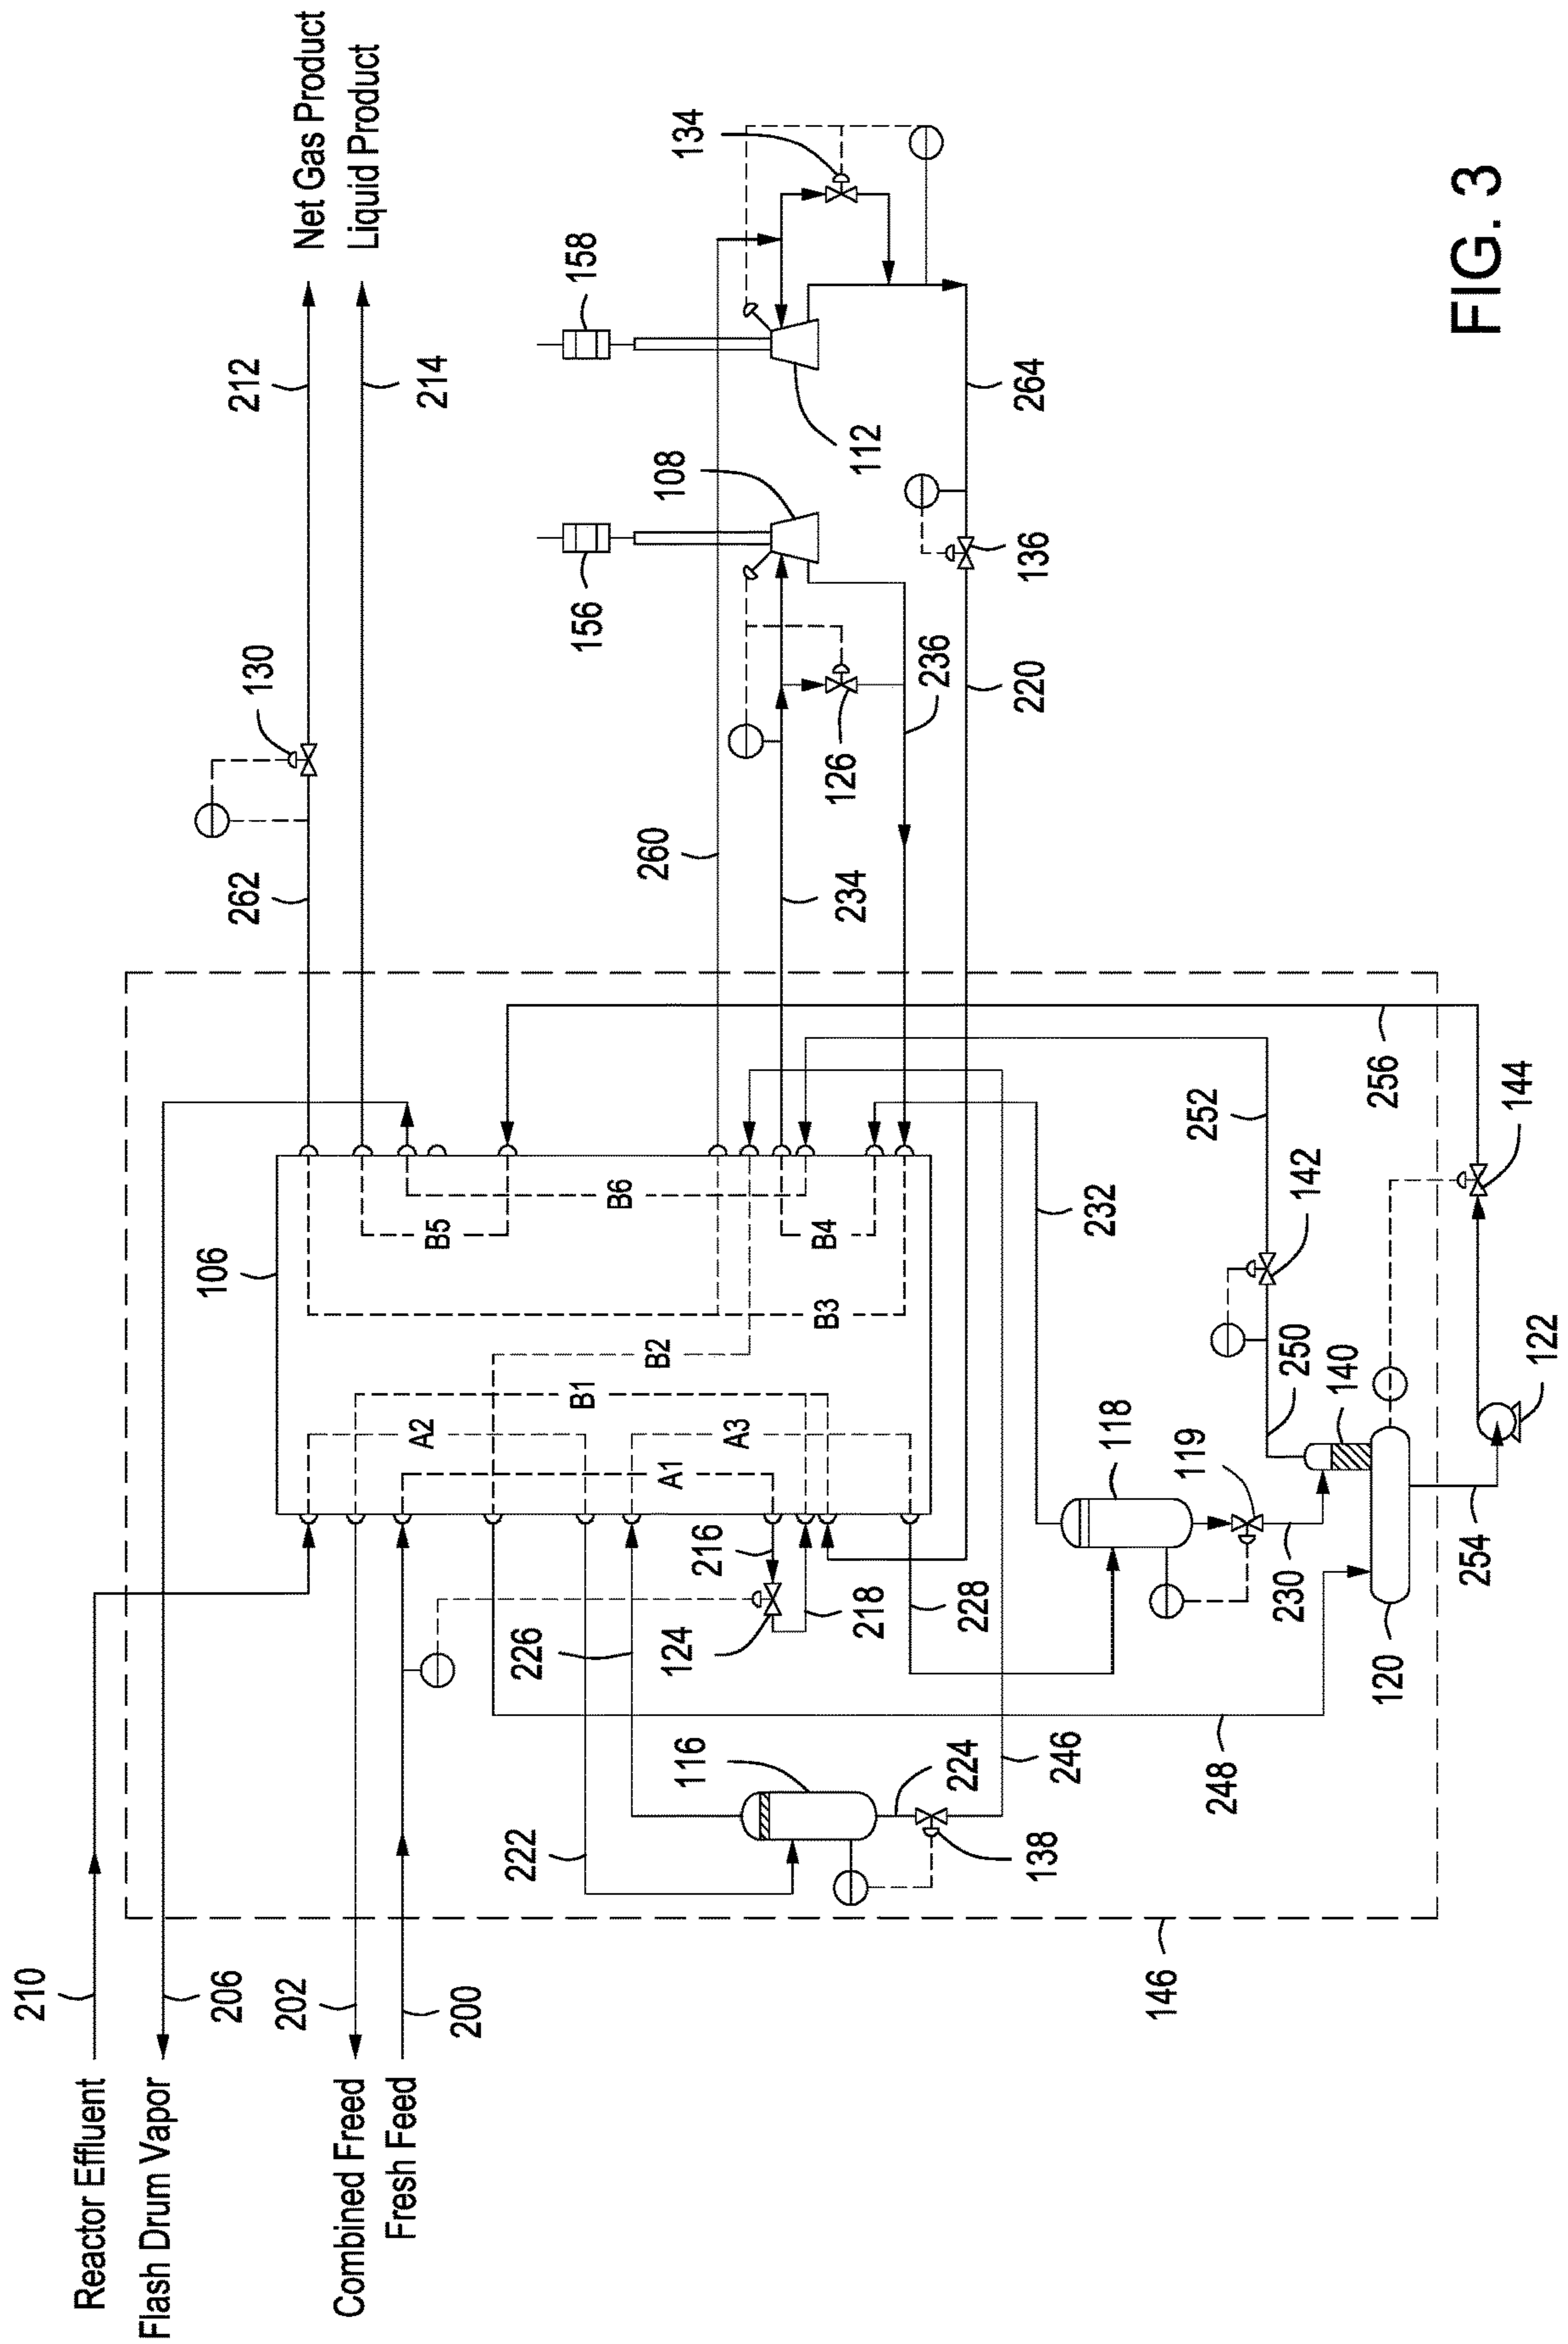 Reactor Effluent
Flash Drum Vapor
Combined Freed
Fresh Feed
210
206
202
200
Net Gas Product
Liquid Product
212
214
262
130
106
A2
A1
A3
B1
B2
B3
B4
B5
B6
216
124
218
226
222
228
116
224
138
246
248
146
118
119
230
232
120
140
250
142
252
254
122
144
256
260
234
126
236
220
136
264
156
108
158
112
134
FIG. 3